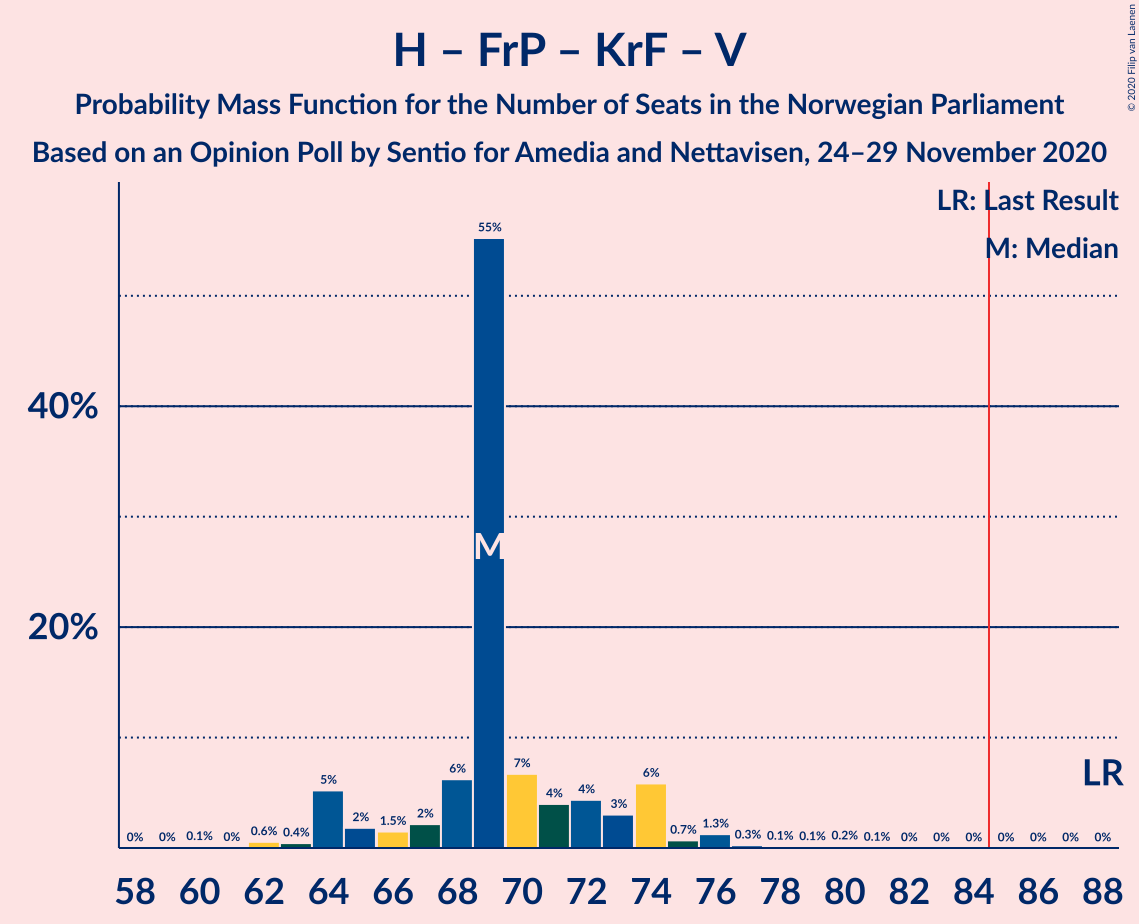 H – FrP – KrF – V
Probability Mass Function for the Number of Seats in the Norwegian Parliament
Based on an Opinion Poll by Sentio for Amedia and Nettavisen, 24–29 November 2020
© 2020 Filip van Laenen
LR: Last Result
M: Median
55%
40%
M
20%
LR
0% 0% 0.1% 0% 0.6% 0.4% 5% 2% 1.5% 2% 6% 7% 4% 4% 3% 6% 0.7% 1.3% 0.3% 0.1% 0.1% 0.2% 0.1% 0% 0% 0% 0% 0% 0% 0%
58 60 62 64 66 68 70 72 74 76 78 80 82 84 86 88